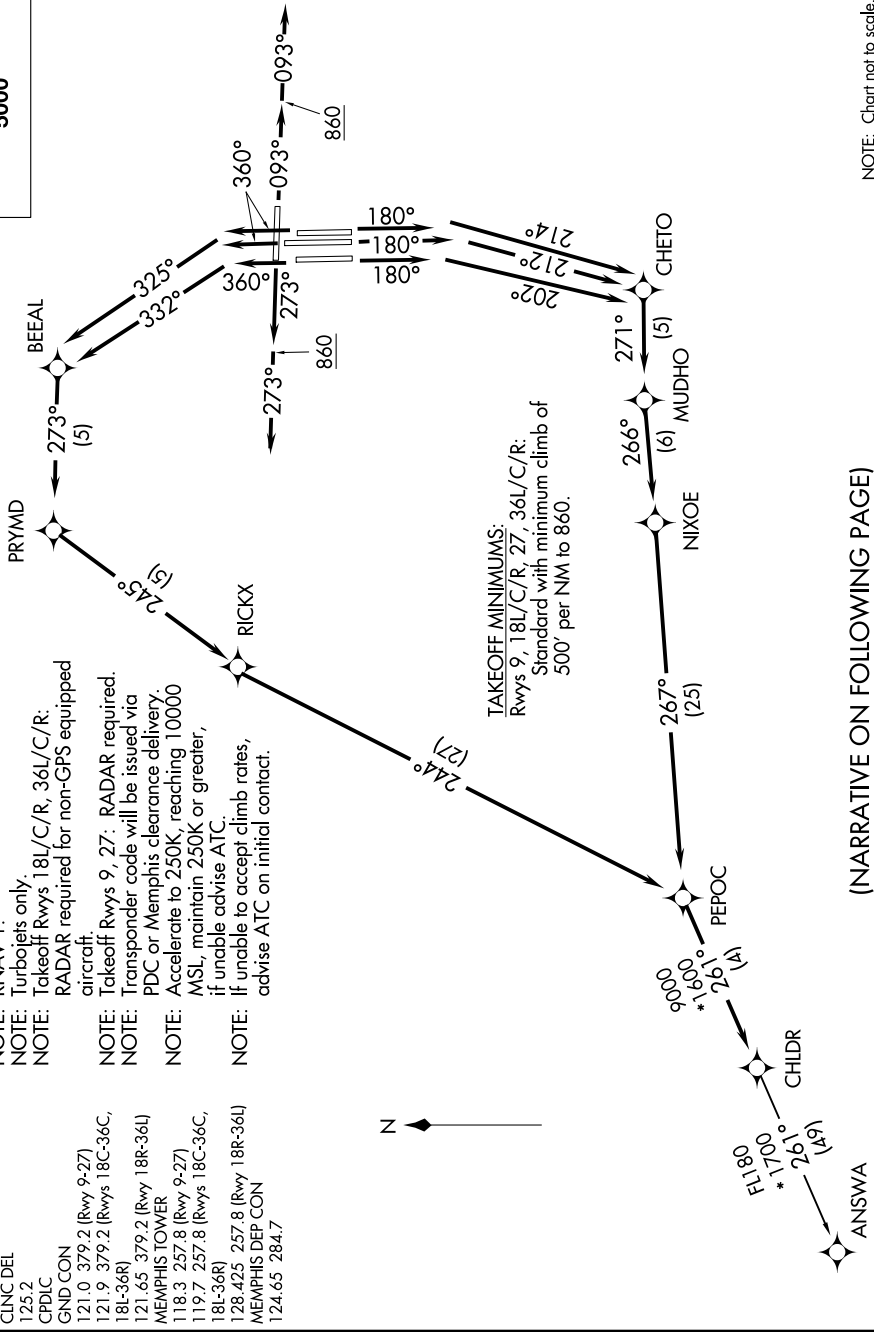 CLNC DEL
125.2
CPDLC
GND CON
121.0 379.2 (Rwy 9-27)
121.9 379.2 (Rwys 18C-36C,
18L-36R)
121.65 379.2 (Rwy 18R-36L)
MEMPHIS TOWER
118.3 257.8 (Rwy 9-27)
119.7 257.8 (Rwys 18C-36C,
18L-36R)
128.425 257.8 (Rwy 18R-36L)
MEMPHIS DEP CON
124.65 284.7
NOTE: RNAV 1.
NOTE: Turbojets only.
NOTE: Takeoff Rwys 18L/C/R, 36L/C/R:
RADAR required for non-GPS equipped
aircraft.
NOTE: Takeoff Rwys 9, 27: RADAR required.
NOTE: Transponder code will be issued via
PDC or Memphis clearance delivery.
NOTE: Accelerate to 250K, reaching 10000
MSL, maintain 250K or greater,
if unable advise ATC.
NOTE: If unable to accept climb rates,
advise ATC on initial contact.
5000
PRYMD
BEEAL
273°
(5)
325°
332°
360°
360°
093°
093°
860
273°
273°
860
180°
180°
180°
214°
212°
202°
CHETO
271°
(5)
MUDHO
266°
(6)
NIXOE
267°
(25)
245°
(5)
RICKX
244°
(27)
TAKEOFF MINIMUMS:
Rwys 9, 18L/C/R, 27, 36L/C/R:
Standard with minimum climb of
500' per NM to 860.
PEPOC
9000
*1600
261°
(4)
CHLDR
FL180
*1700
261°
(49)
ANSWA
N
(NARRATIVE ON FOLLOWING PAGE)
NOTE: Chart not to scale.